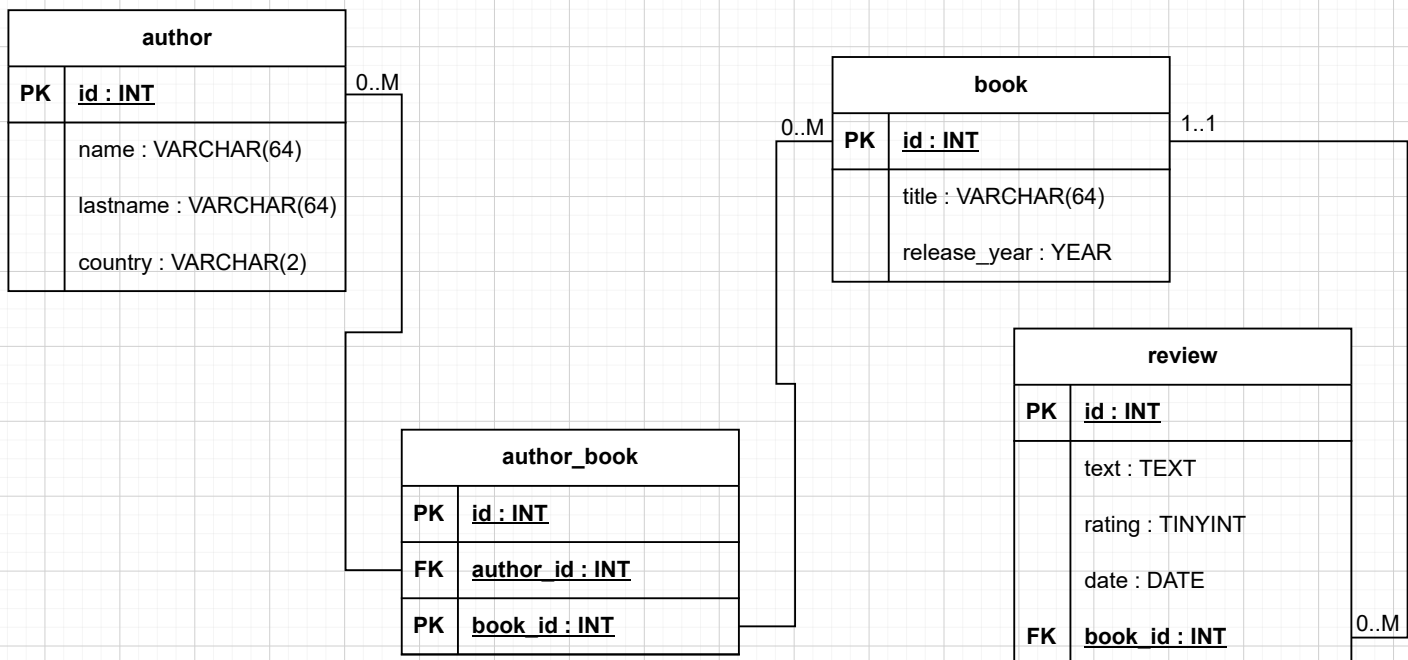 author
PK id : INT
name : VARCHAR(64)
lastname : VARCHAR(64)
country : VARCHAR(2)
0..M
book
PK id : INT
title : VARCHAR(64)
release_year : YEAR
0..M
1..1
author_book
PK id : INT
FK author_id : INT
PK book_id : INT
review
PK id : INT
text : TEXT
rating : TINYINT
date : DATE
FK book_id : INT
0..M